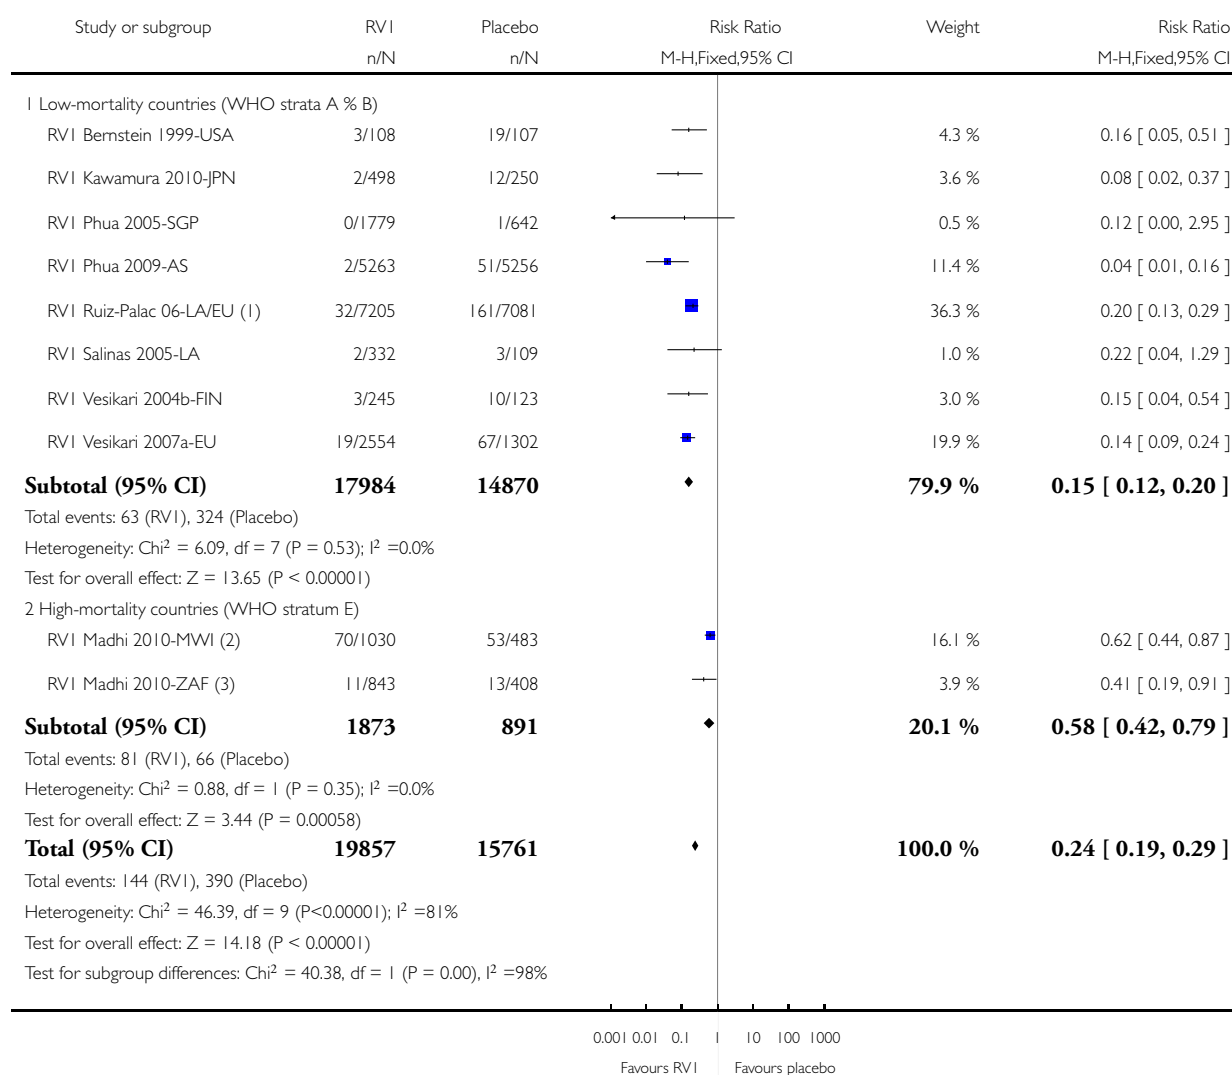 Study or subgroup RV1 Placebo Risk Ratio Weight Risk Ratio
n/N n/N M-H,Fixed,95% CI M-H,Fixed,95% CI
1 Low-mortality countries (WHO strata A % B)
RV1 Bernstein 1999-USA 3/108 19/107 4.3 % 0.16 [ 0.05, 0.51 ]
RV1 Kawamura 2010-JPN 2/498 12/250 3.6 % 0.08 [ 0.02, 0.37 ]
RV1 Phua 2005-SGP 0/1779 1/642 0.5 % 0.12 [ 0.00, 2.95 ]
RV1 Phua 2009-AS 2/5263 51/5256 11.4 % 0.04 [ 0.01, 0.16 ]
RV1 Ruiz-Palac 06-LA/EU (1) 32/7205 161/7081 36.3 % 0.20 [ 0.13, 0.29 ]
RV1 Salinas 2005-LA 2/332 3/109 1.0 % 0.22 [ 0.04, 1.29 ]
RV1 Vesikari 2004b-FIN 3/245 10/123 3.0 % 0.15 [ 0.04, 0.54 ]
RV1 Vesikari 2007a-EU 19/2554 67/1302 19.9 % 0.14 [ 0.09, 0.24 ]
Subtotal (95% CI) 17984 14870 79.9 % 0.15 [ 0.12, 0.20 ]
Total events: 63 (RV1), 324 (Placebo)
Heterogeneity: Chi² = 6.09, df = 7 (P = 0.53); I² =0.0%
Test for overall effect: Z = 13.65 (P < 0.00001)
2 High-mortality countries (WHO stratum E)
RV1 Madhi 2010-MWI (2) 70/1030 53/483 16.1 % 0.62 [ 0.44, 0.87 ]
RV1 Madhi 2010-ZAF (3) 11/843 13/408 3.9 % 0.41 [ 0.19, 0.91 ]
Subtotal (95% CI) 1873 891 20.1 % 0.58 [ 0.42, 0.79 ]
Total events: 81 (RV1), 66 (Placebo)
Heterogeneity: Chi² = 0.88, df = 1 (P = 0.35); I² =0.0%
Test for overall effect: Z = 3.44 (P = 0.00058)
Total (95% CI) 19857 15761 100.0 % 0.24 [ 0.19, 0.29 ]
Total events: 144 (RV1), 390 (Placebo)
Heterogeneity: Chi² = 46.39, df = 9 (P<0.00001); I² =81%
Test for overall effect: Z = 14.18 (P < 0.00001)
Test for subgroup differences: Chi² = 40.38, df = 1 (P = 0.00), I² =98%
0.001 0.01 0.1 1 10 100 1000
Favours RV1 Favours placebo